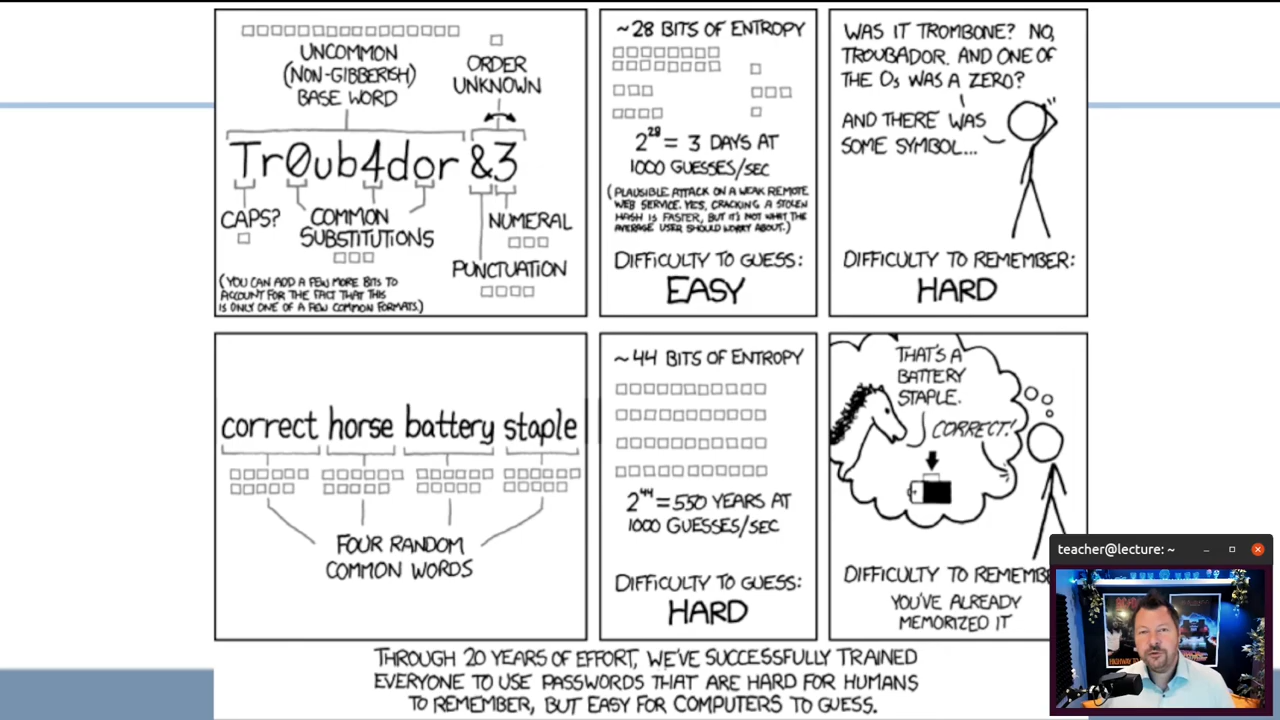 UNCOMMON
(NON-GIBBERISH)
BASE WORD
ORDER
UNKNOWN
Tr0ub4dor &3
CAPS?
COMMON
SUBSTITUTIONS
NUMERAL
PUNCTUATION
(YOU CAN ADD A FEW MORE BITS TO
ACCOUNT FOR THE FACT THAT THIS
IS ONLY ONE OF A FEW COMMON FORMATS.)
~28 BITS OF ENTROPY
2^28 = 3 DAYS AT
1000 GUESSES/SEC
(PLAUSIBLE ATTACK ON A WEAK REMOTE
WEB SERVICE. YES, CRACKING A STOLEN
HASH IS FASTER, BUT IT'S NOT WHAT THE
AVERAGE USER SHOULD WORRY ABOUT.)
DIFFICULTY TO GUESS:
EASY
WAS IT TROMBONE? NO,
TROUBADOR. AND ONE OF
THE Os WAS A ZERO?
AND THERE WAS
SOME SYMBOL...
DIFFICULTY TO REMEMBER:
HARD
correct horse battery staple
FOUR RANDOM
COMMON WORDS
~44 BITS OF ENTROPY
2^44 = 550 YEARS AT
1000 GUESSES/SEC
DIFFICULTY TO GUESS:
HARD
THAT'S A
BATTERY
STAPLE.
CORRECT!
DIFFICULTY TO REMEMBE
YOU'VE ALREADY
MEMORIZED IT
THROUGH 20 YEARS OF EFFORT, WE'VE SUCCESSFULLY TRAINED
EVERYONE TO USE PASSWORDS THAT ARE HARD FOR HUMANS
TO REMEMBER, BUT EASY FOR COMPUTERS TO GUESS.
teacher@lecture: ~
HIGHWAY TO